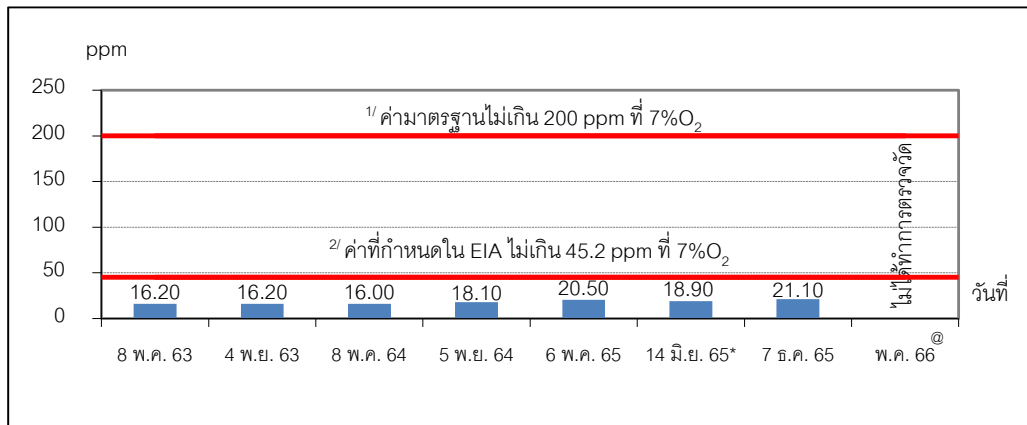 ppm
250
200
150
100
50
0
1/ ค่ามาตรฐานไม่เกิน 200 ppm ที่ 7%O2
2/ ค่าที่กำหนดใน EIA ไม่เกิน 45.2 ppm ที่ 7%O2
16.20 16.20 16.00 18.10 20.50 18.90 21.10
ไม่ได้ทำการตรวจวัด
วันที่
8 พ.ค. 63 4 พ.ย. 63 8 พ.ค. 64 5 พ.ย. 64 6 พ.ค. 65 14 มิ.ย. 65* 7 ธ.ค. 65 พ.ค. 66@